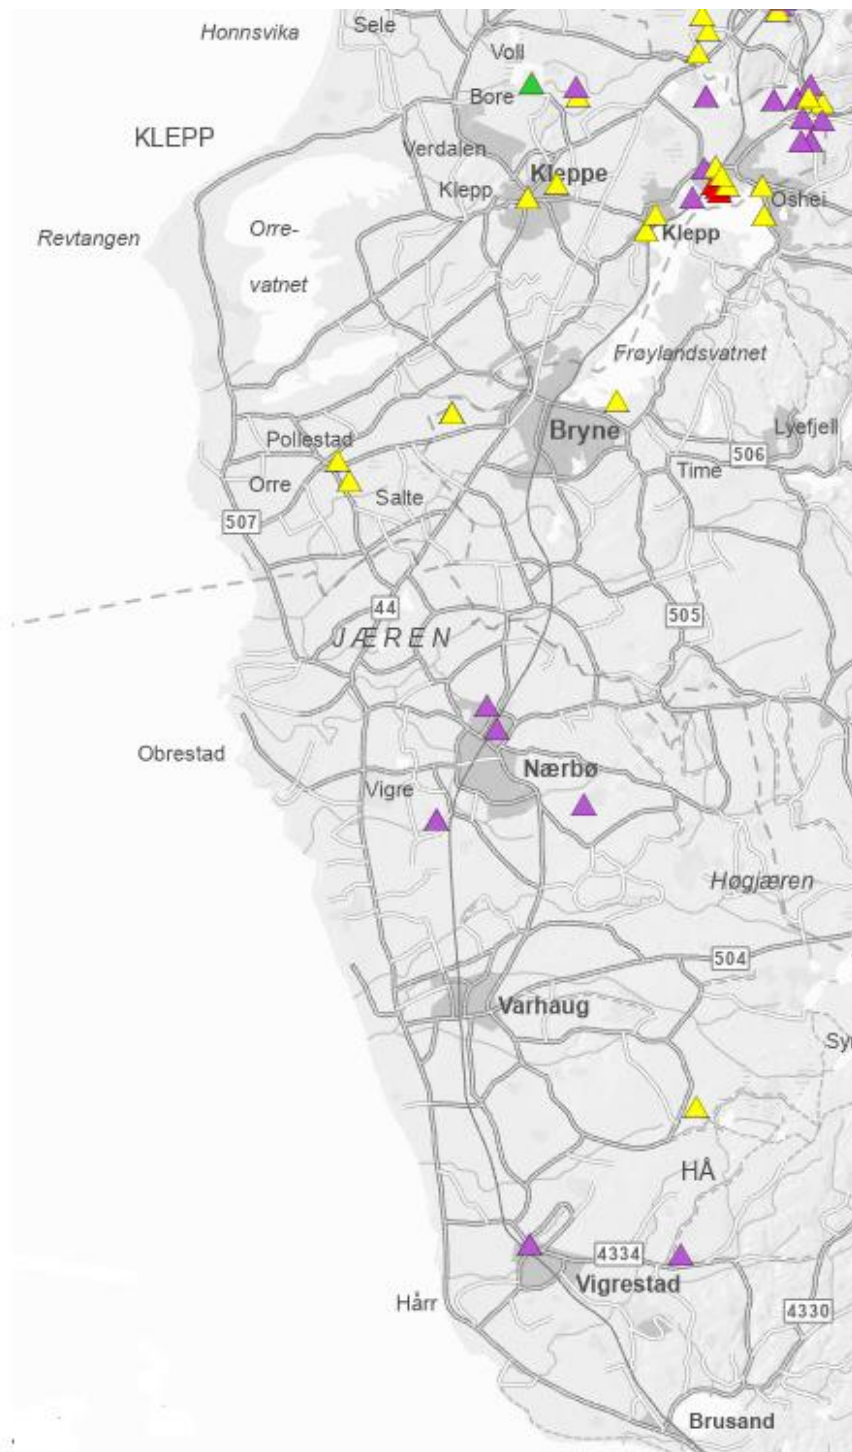 Honnsvika
Sele
Voll
Bore
KLEPP
Verdalen
Kleppe
Klepp
Oshei
Revtangen
Orre-
vatnet
Klepp
Frøylandsvatnet
Lyefjell
Bryne
Pollestad
506
Time
Orre
Salte
507
44
505
JÆREN
Obrestad
Nærbø
Vigre
Høgjæren
504
Varhaug
HÅ
4334
Vigrestad
Hårr
4330
Brusand